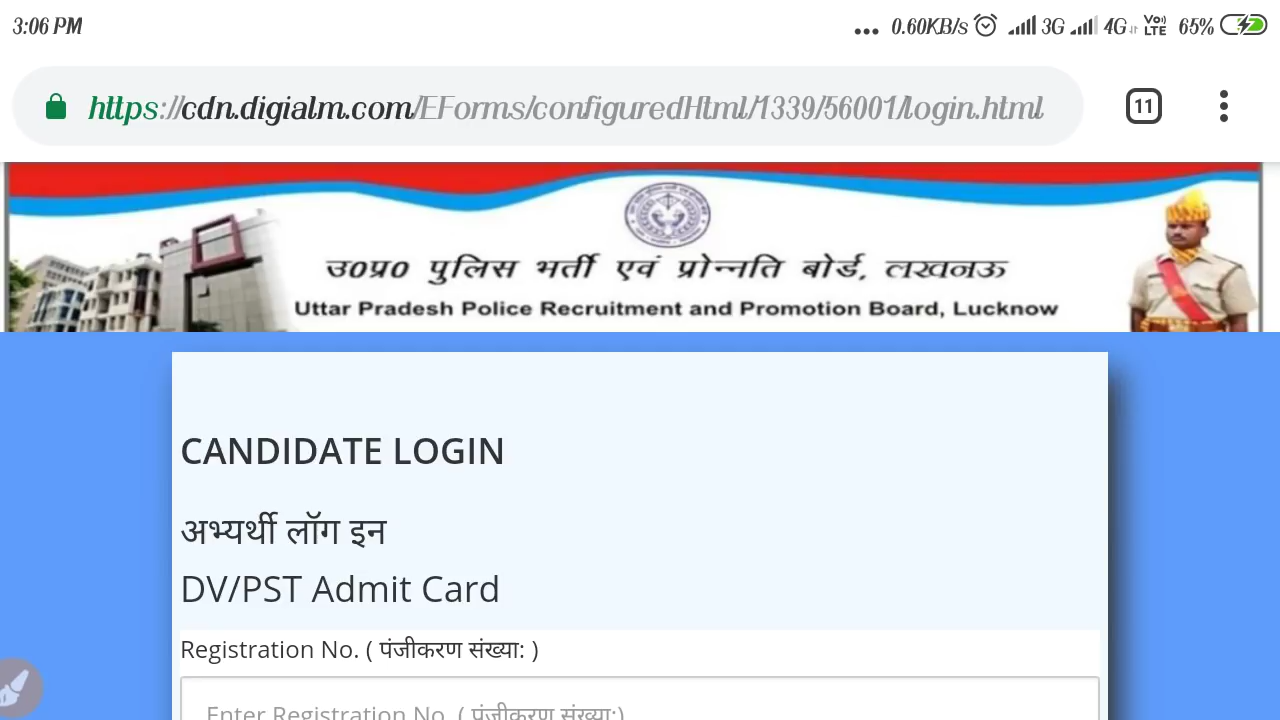 3:06 PM ... 0.60KB/s 3G 4G VoLTE 65%
https://cdn.digialm.com/EForms/configuredHtml/1339/56001/login.html 11
उ०प्र० पुलिस भर्ती एवं प्रोन्नति बोर्ड, लखनऊ
Uttar Pradesh Police Recruitment and Promotion Board, Lucknow
CANDIDATE LOGIN
अभ्यर्थी लॉग इन
DV/PST Admit Card
Registration No. ( पंजीकरण संख्या: )
Enter Registration No. ( पंजीकरण संख्या:)